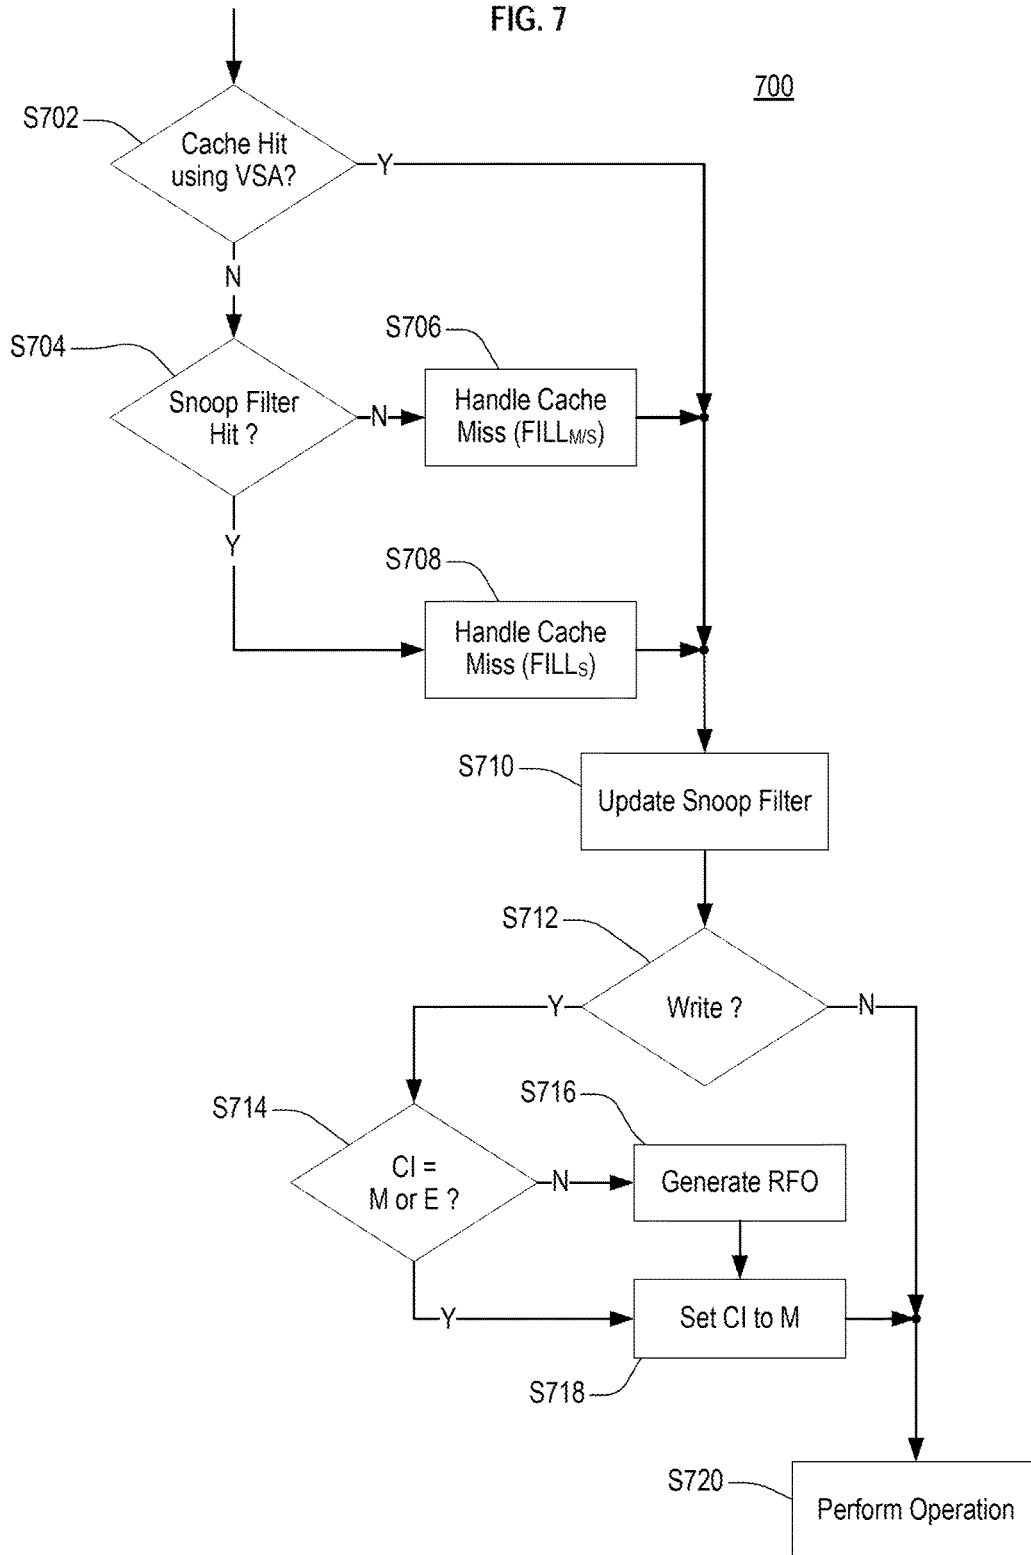 FIG. 7
700
S702
Cache Hit
using VSA?
Y
N
S704
Snoop Filter
Hit ?
N
S706
Handle Cache
Miss (FILLM/S)
Y
S708
Handle Cache
Miss (FILLS)
S710
Update Snoop Filter
S712
Write ?
Y
N
S714
CI =
M or E ?
N
S716
Generate RFO
Y
Set CI to M
S718
S720
Perform Operation